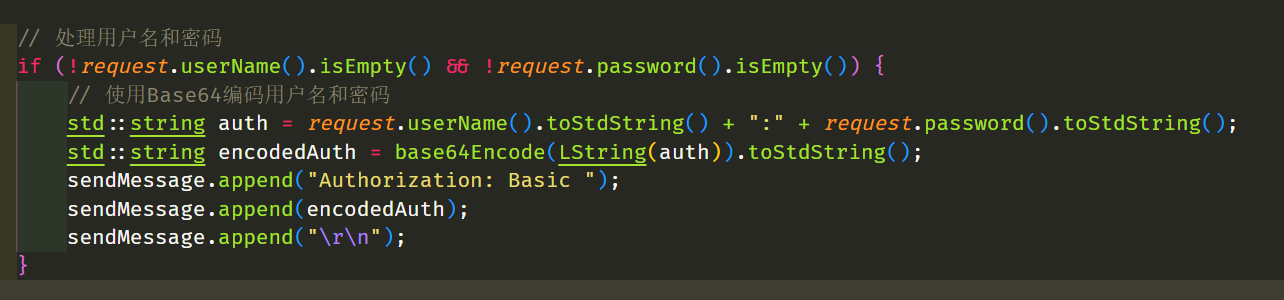 // 处理用户名和密码
if (!request.userName().isEmpty() && !request.password().isEmpty()) {
    // 使用Base64编码用户名和密码
    std::string auth = request.userName().toStdString() + ":" + request.password().toStdString();
    std::string encodedAuth = base64Encode(LString(auth)).toStdString();
    sendMessage.append("Authorization: Basic ");
    sendMessage.append(encodedAuth);
    sendMessage.append("\r\n");
}